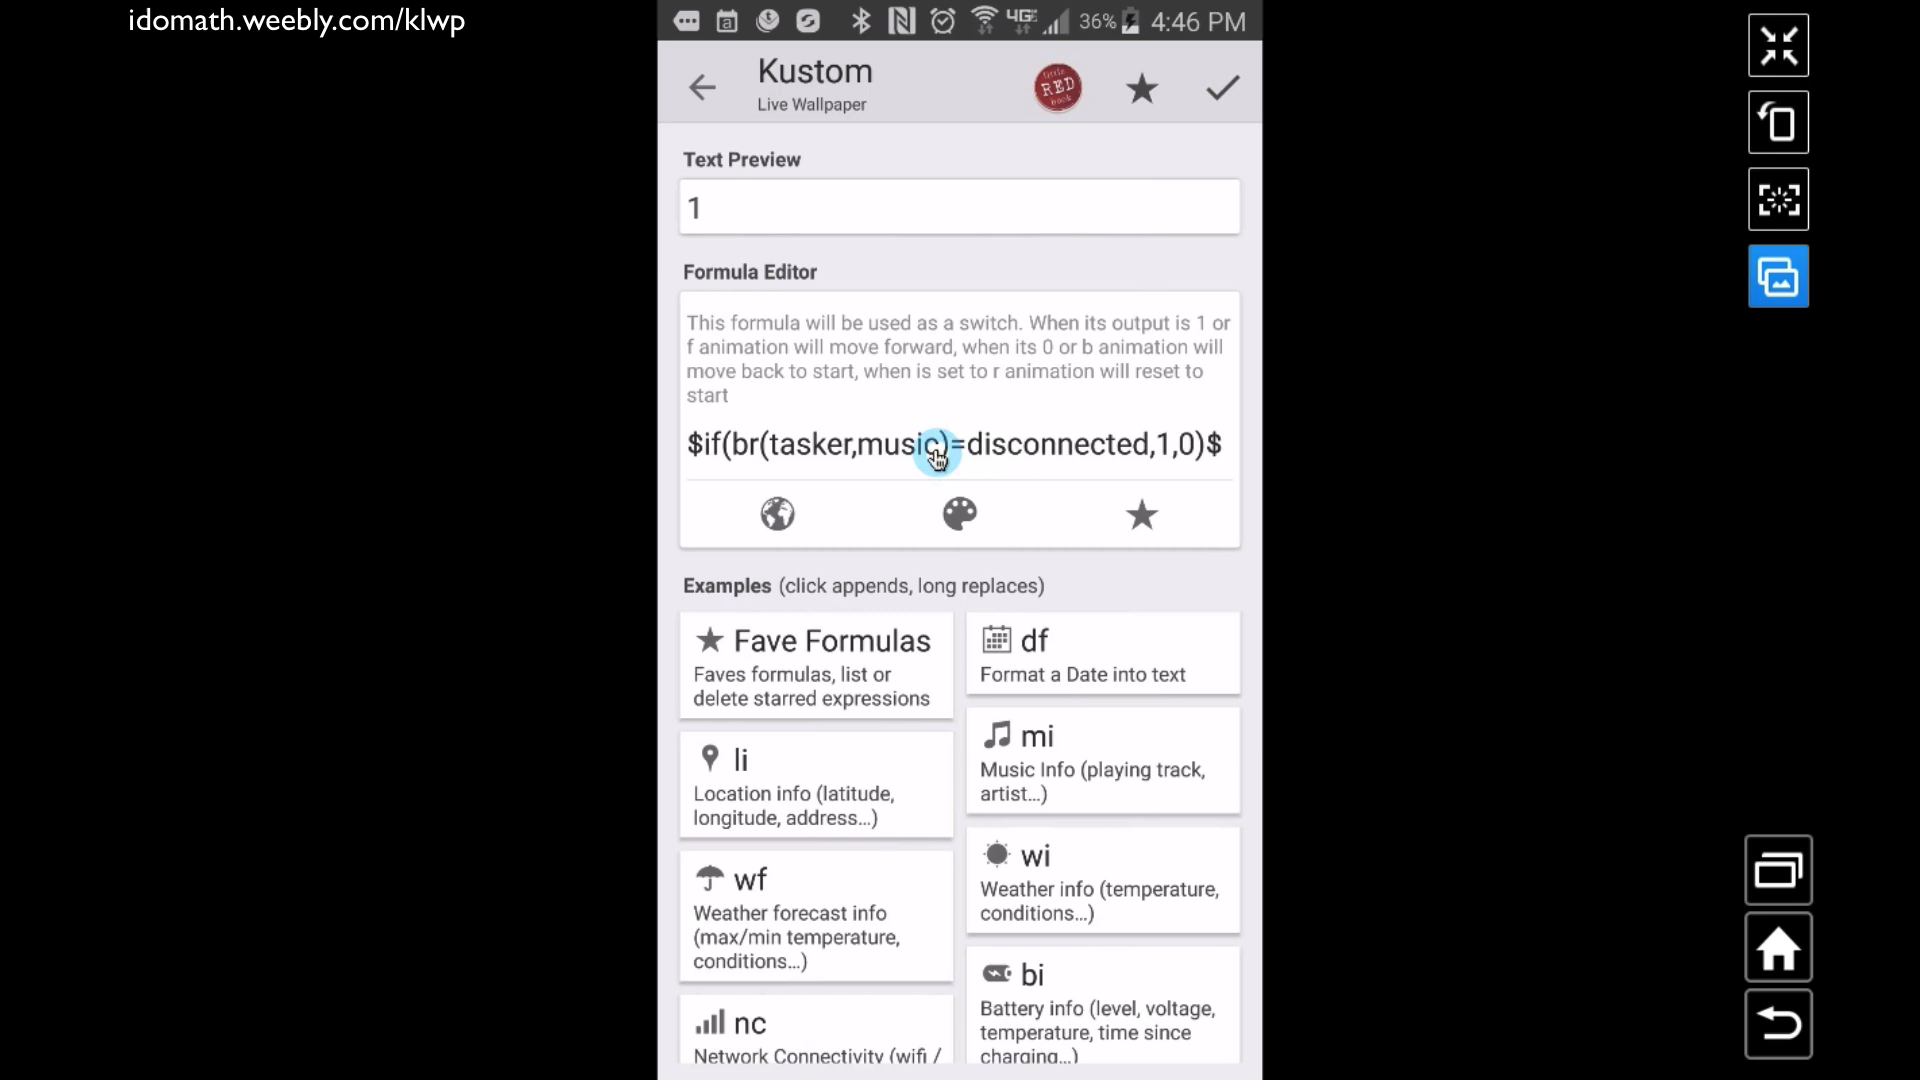 idomath.weebly.com/klwp
4G 36% 4:46 PM
Kustom
Live Wallpaper
little
RED
book
Text Preview
1
Formula Editor
This formula will be used as a switch. When its output is 1 or
f animation will move forward, when its 0 or b animation will
move back to start, when is set to r animation will reset to
start
$if(br(tasker,music)=disconnected,1,0)$
Examples (click appends, long replaces)
Fave Formulas
Faves formulas, list or
delete starred expressions
df
Format a Date into text
li
Location info (latitude,
longitude, address...)
mi
Music Info (playing track,
artist...)
wf
Weather forecast info
(max/min temperature,
conditions...)
wi
Weather info (temperature,
conditions...)
nc
Network Connectivity (wifi /
bi
Battery info (level, voltage,
temperature, time since
charging...)